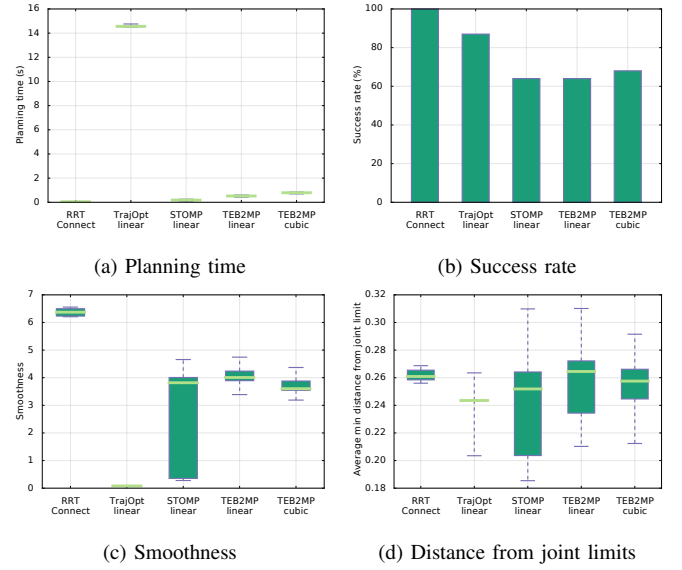 16
14
12
10
8
6
4
2
0
Planning time (s)
RRT Connect
TrajOpt linear
STOMP linear
TEB2MP linear
TEB2MP cubic
(a) Planning time
100
80
60
40
20
0
Success rate (%)
RRT Connect
TrajOpt linear
STOMP linear
TEB2MP linear
TEB2MP cubic
(b) Success rate
7
6
5
4
3
2
1
0
Smoothness
RRT Connect
TrajOpt linear
STOMP linear
TEB2MP linear
TEB2MP cubic
(c) Smoothness
0.32
0.30
0.28
0.26
0.24
0.22
0.20
0.18
Average min distance from joint limit
RRT Connect
TrajOpt linear
STOMP linear
TEB2MP linear
TEB2MP cubic
(d) Distance from joint limits